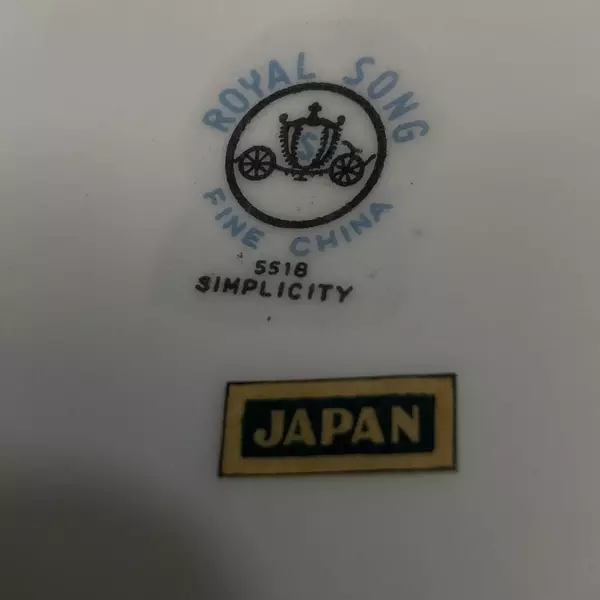 ROYAL SONG
S
FINE CHINA
5518
SIMPLICITY
JAPAN